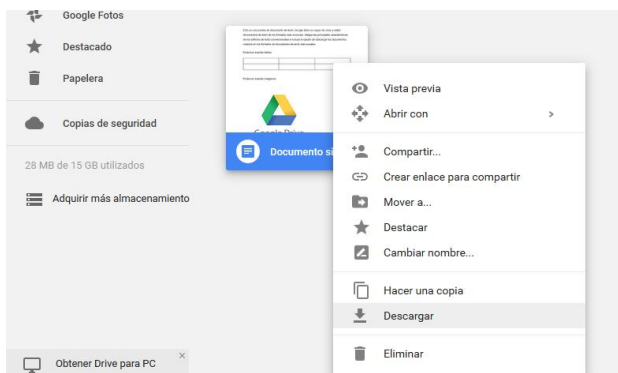 Google Fotos
Destacado
Papelera
Copias de seguridad
28 MB de 15 GB utilizados
Adquirir más almacenamiento
Obtener Drive para PC
×
Google Drive
Documento si
Vista previa
Abrir con >
Compartir...
Crear enlace para compartir
Mover a...
Destacar
Cambiar nombre...
Hacer una copia
Descargar
Eliminar